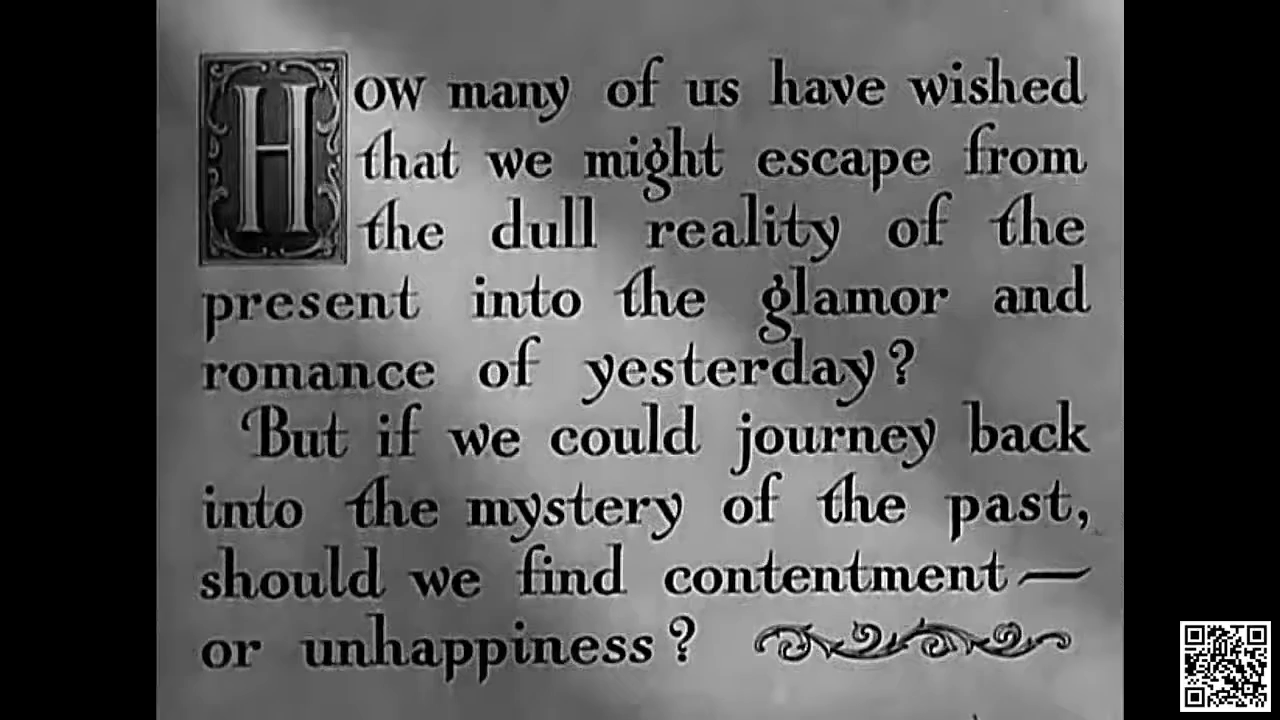 How many of us have wished
that we might escape from
the dull reality of the
present into the glamor and
romance of yesterday?
But if we could journey back
into the mystery of the past,
should we find contentment—
or unhappiness?